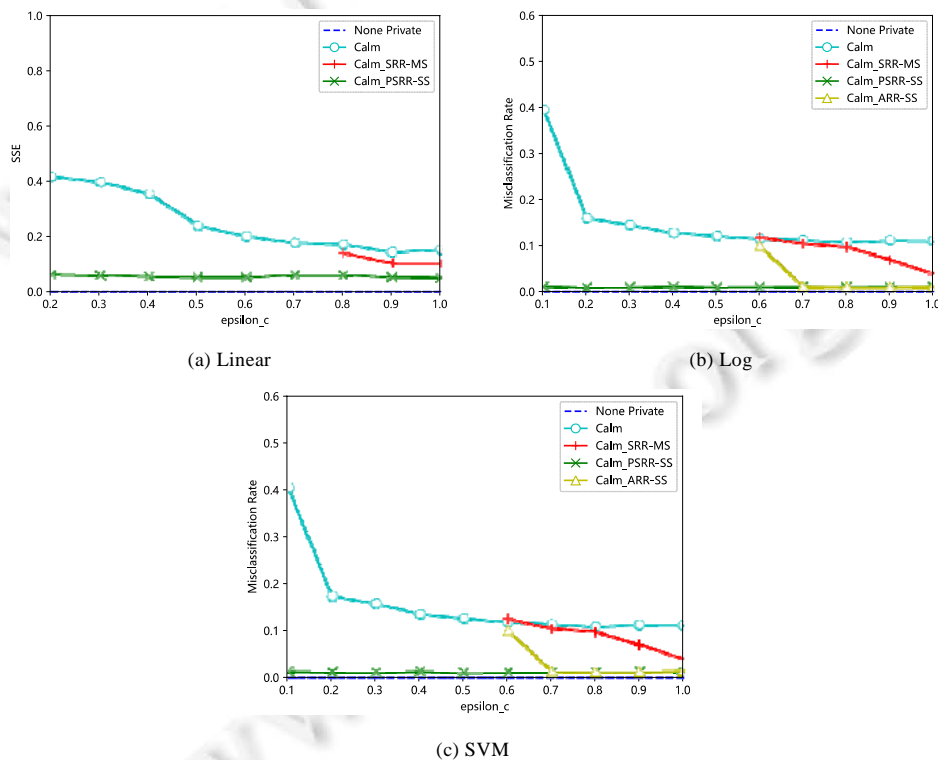 1.0
0.8
0.6
0.4
0.2
0.0
SSE
None Private
Calm
Calm_SRR-MS
Calm_PSRR-SS
0.2 0.3 0.4 0.5 0.6 0.7 0.8 0.9 1.0
epsilon_c
(a) Linear
0.6
0.5
0.4
0.3
0.2
0.1
0.0
Misclassification Rate
None Private
Calm
Calm_SRR-MS
Calm_PSRR-SS
Calm_ARR-SS
0.1 0.2 0.3 0.4 0.5 0.6 0.7 0.8 0.9 1.0
epsilon_c
(b) Log
0.6
0.5
0.4
0.3
0.2
0.1
0.0
Misclassification Rate
None Private
Calm
Calm_SRR-MS
Calm_PSRR-SS
Calm_ARR-SS
0.1 0.2 0.3 0.4 0.5 0.6 0.7 0.8 0.9 1.0
epsilon_c
(c) SVM